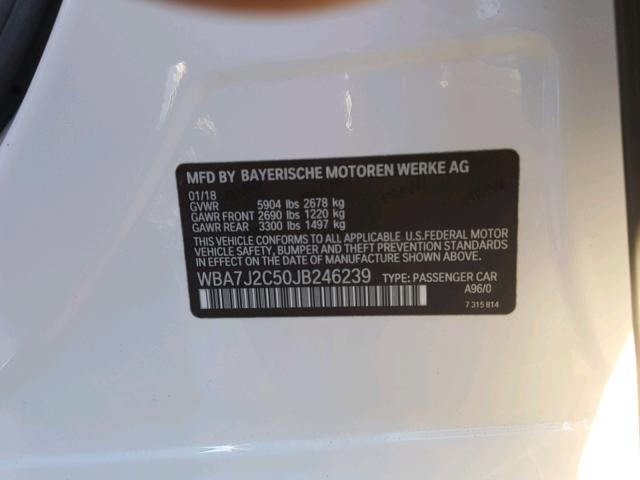 MFD BY BAYERISCHE MOTOREN WERKE AG
01/18
GVWR 5904 lbs 2678 kg
GAWR FRONT 2690 lbs 1220 kg
GAWR REAR 3300 lbs 1497 kg
THIS VEHICLE CONFORMS TO ALL APPLICABLE U.S.FEDERAL MOTOR
VEHICLE SAFETY, BUMPER AND THEFT PREVENTION STANDARDS
IN EFFECT ON THE DATE OF MANUFACTURE SHOWN ABOVE.
WBA7J2C50JB246239 TYPE: PASSENGER CAR
A96/0
7 315 814